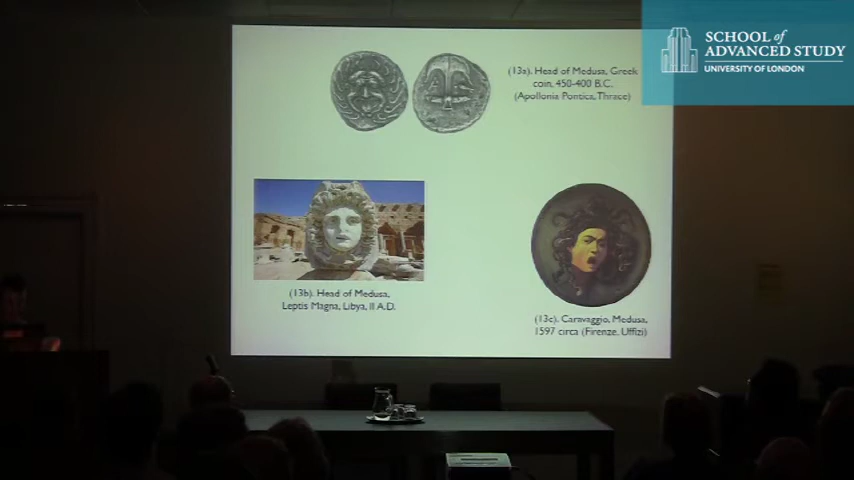 SCHOOL of
ADVANCED STUDY
UNIVERSITY OF LONDON
(13a). Head of Medusa, Greek
coin, 450-400 B.C.
(Apollonia Pontica, Thrace)
(13b). Head of Medusa,
Leptis Magna, Libya, II A.D.
(13c). Caravaggio, Medusa,
1597 circa (Firenze, Uffizi)